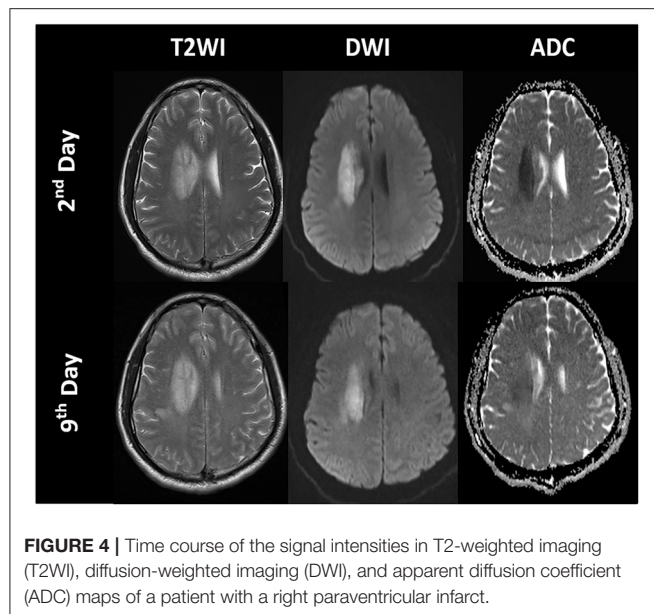 T2WI DWI ADC
2nd Day
9th Day
FIGURE 4 | Time course of the signal intensities in T2-weighted imaging
(T2WI), diffusion-weighted imaging (DWI), and apparent diffusion coefficient
(ADC) maps of a patient with a right paraventricular infarct.